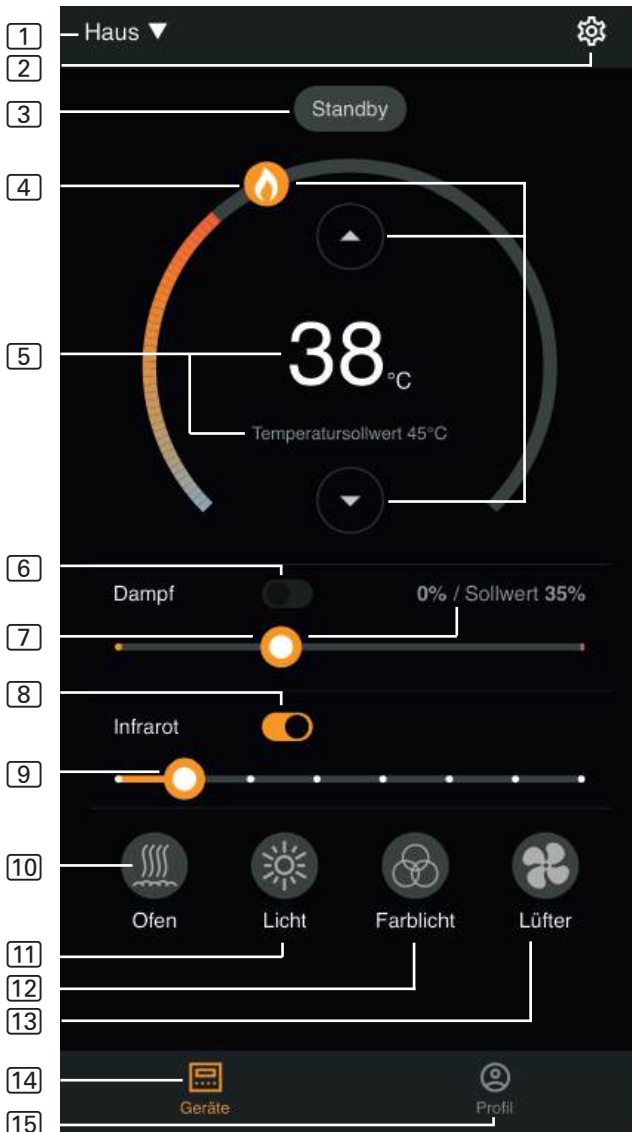 1 Haus ▼
2
3 Standby
4
5 38 °C
Temperatursollwert 45°C
6
Dampf 0% / Sollwert 35%
7
8
Infrarot
9
10
Ofen Licht Farblicht Lüfter
11
12
13
14
Geräte Profil
15